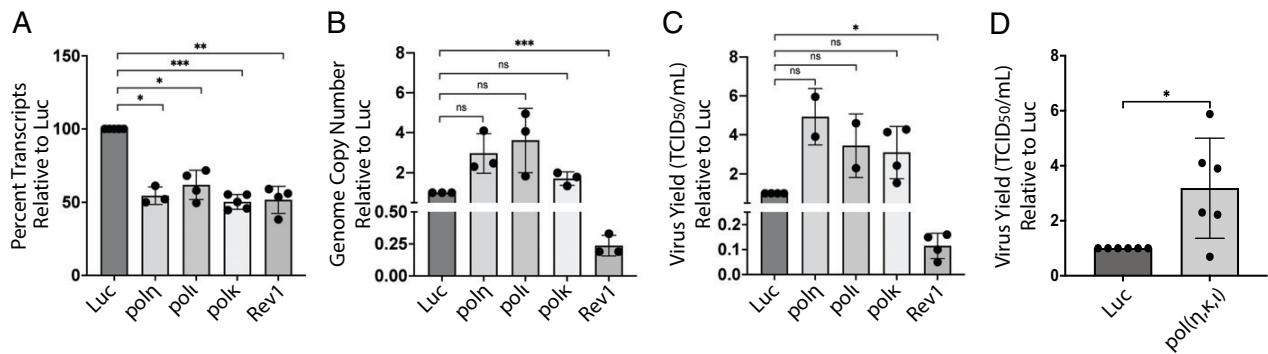 A
Percent Transcripts
Relative to Luc
150
100
50
0
**
***
*
*
Luc
polη
polι
polκ
Rev1
B
Genome Copy Number
Relative to Luc
8
6
4
2
0.50
0.25
0.00
***
ns
ns
ns
Luc
polη
polι
polκ
Rev1
C
Virus Yield (TCID50/mL)
Relative to Luc
8
6
4
2
0.2
0.1
0.0
*
ns
ns
ns
Luc
polη
polι
polκ
Rev1
D
Virus Yield (TCID50/mL)
Relative to Luc
8
6
4
2
0
*
Luc
pol(η,κ,ι)